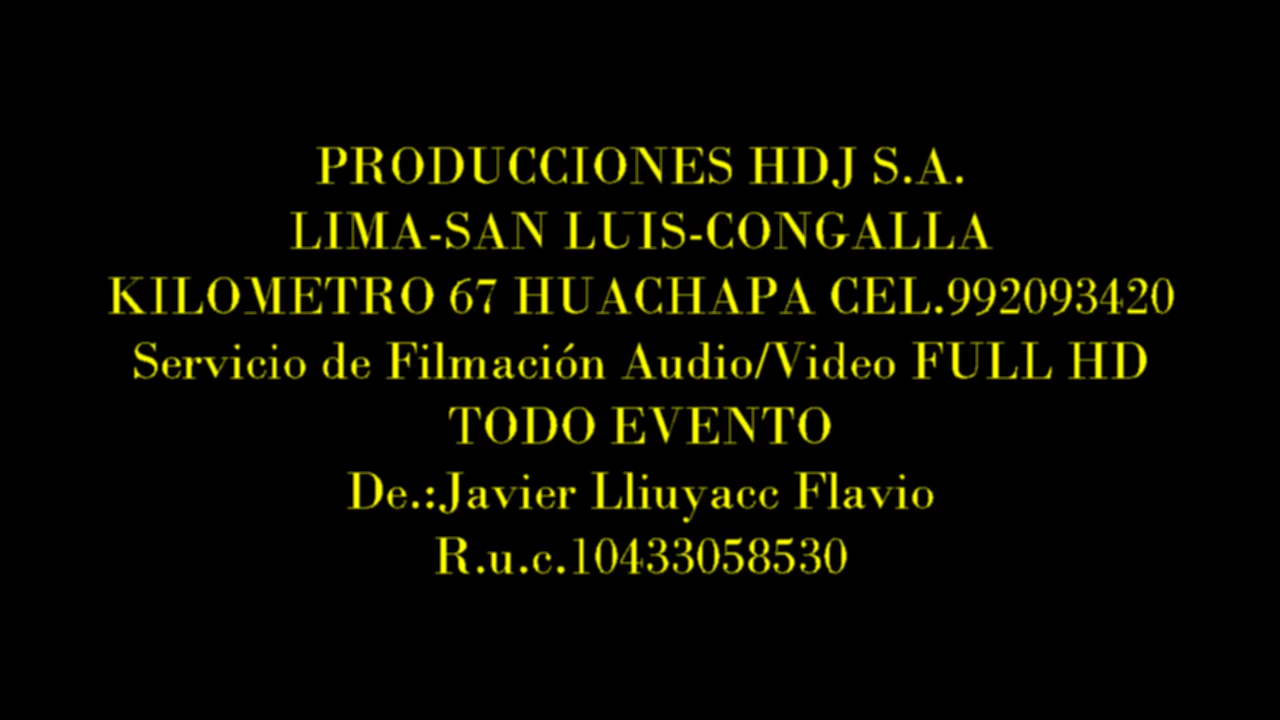 PRODUCCIONES HDJ S.A.
LIMA-SAN LUIS-CONGALLA
KILOMETRO 67 HUACHAPA CEL.992093420
Servicio de Filmación Audio/Video FULL HD
TODO EVENTO
De.:Javier Lliuyacc Flavio
R.u.c.10433058530